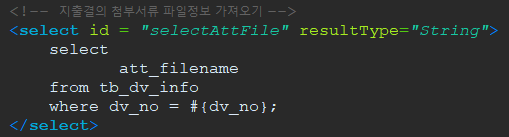 <!-- 지출결의 첨부서류 파일정보 가져오기 -->
<select id = "selectAttFile" resultType="String">
select
att_filename
from tb_dv_info
where dv_no = #{dv_no};
</select>